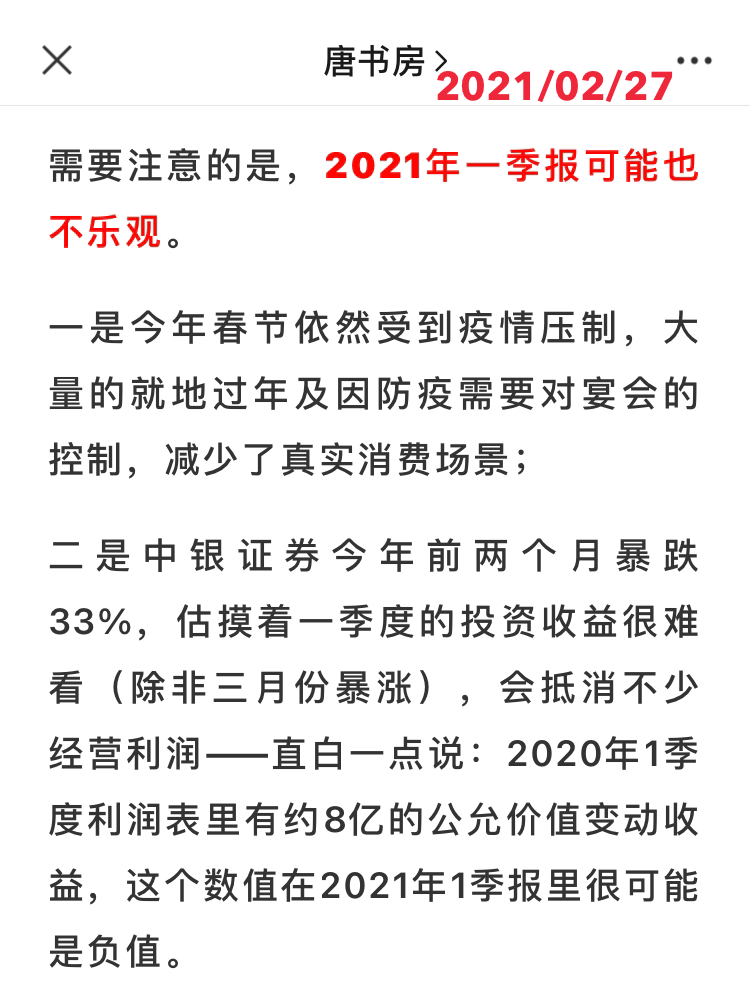 唐书房
2021/02/27
需要注意的是，2021年一季报可能也
不乐观。
一是今年春节依然受到疫情压制，大
量的就地过年及因防疫需要对宴会的
控制，减少了真实消费场景；
二是中银证券今年前两个月暴跌
33%，估摸着一季度的投资收益很难
看（除非三月份暴涨），会抵消不少
经营利润——直白一点说：2020年1季
度利润表里有约8亿的公允价值变动收
益，这个数值在2021年1季报里很可能
是负值。